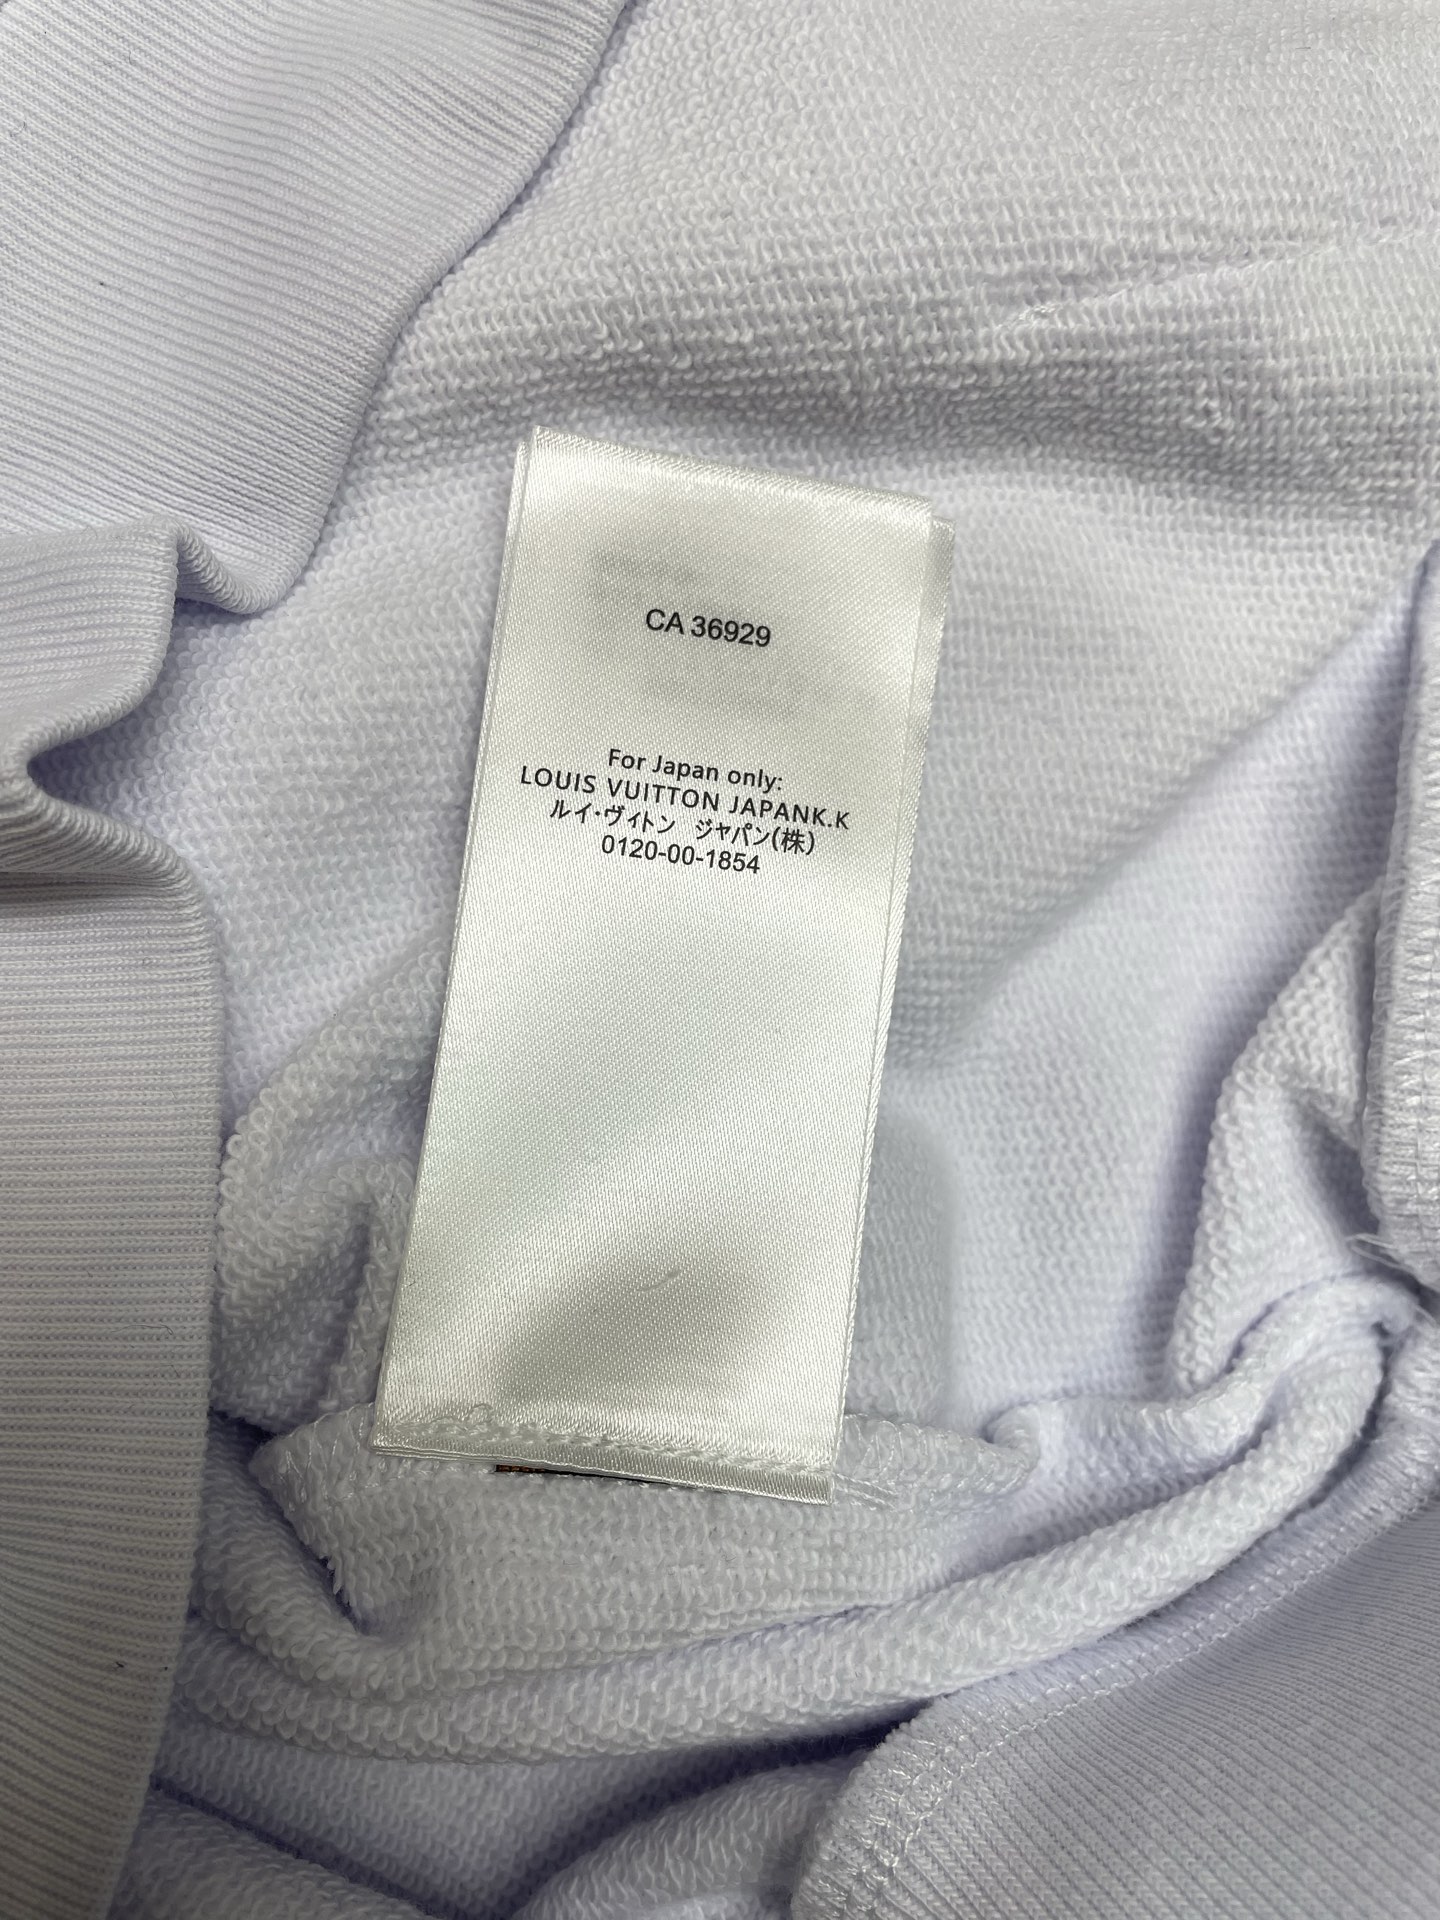 CA 36929
For Japan only:
LOUIS VUITTON JAPANK.K
ルイ·ヴィトン ジャパン(株)
0120-00-1854